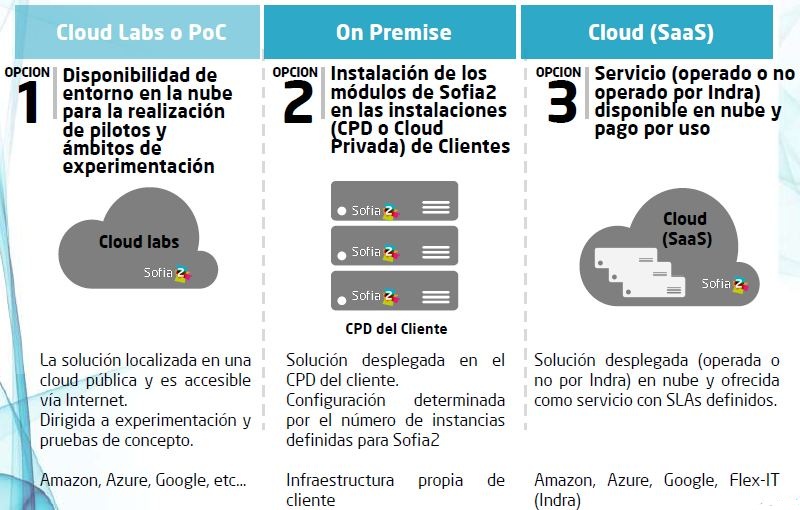 Cloud Labs o PoC
OPCION
1
Disponibilidad de
entorno en la nube
para la realización
de pilotos y
ámbitos de
experimentación
Cloud labs
Sofia2
La solución localizada en una
cloud pública y es accesible
vía Internet.
Dirigida a experimentación y
pruebas de concepto.
Amazon, Azure, Google, etc...
On Premise
OPCION
2
Instalación de los
módulos de Sofia2
en las instalaciones
(CPD o Cloud
Privada) de Clientes
Sofia2
Sofia2
Sofia2
CPD del Cliente
Solución desplegada en el
CPD del cliente.
Configuración determinada
por el número de instancias
definidas para Sofia2
Infraestructura propia de
cliente
Cloud (SaaS)
OPCION
3
Servicio (operado o no
operado por Indra)
disponible en nube y
pago por uso
Cloud
(SaaS)
Sofia2
Solución desplegada (operada o
no por Indra) en nube y ofrecida
como servicio con SLAs definidos.
Amazon, Azure, Google, Flex-IT
(Indra)